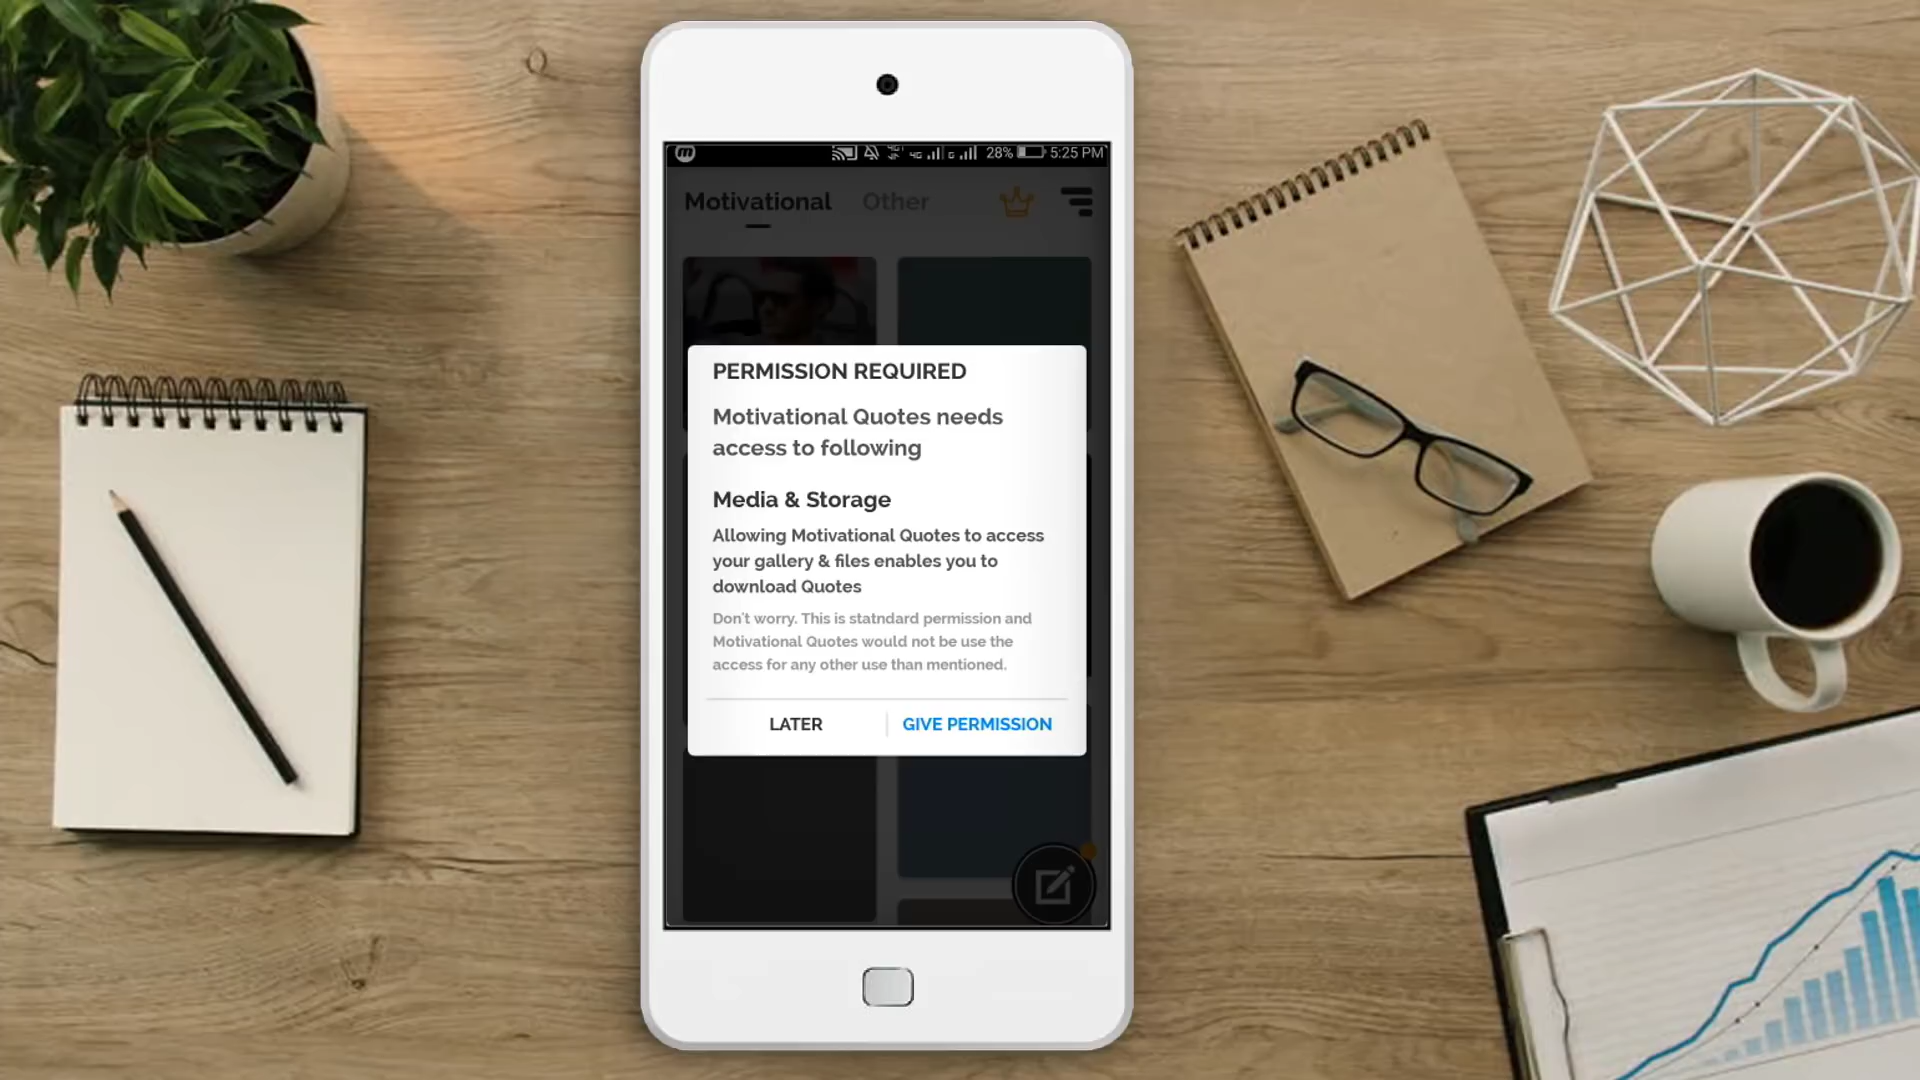 28% 5:25 PM
Motivational Other
PERMISSION REQUIRED
Motivational Quotes needs
access to following
Media & Storage
Allowing Motivational Quotes to access
your gallery & files enables you to
download Quotes
Don't worry. This is statndard permission and
Motivational Quotes would not be use the
access for any other use than mentioned.
LATER GIVE PERMISSION